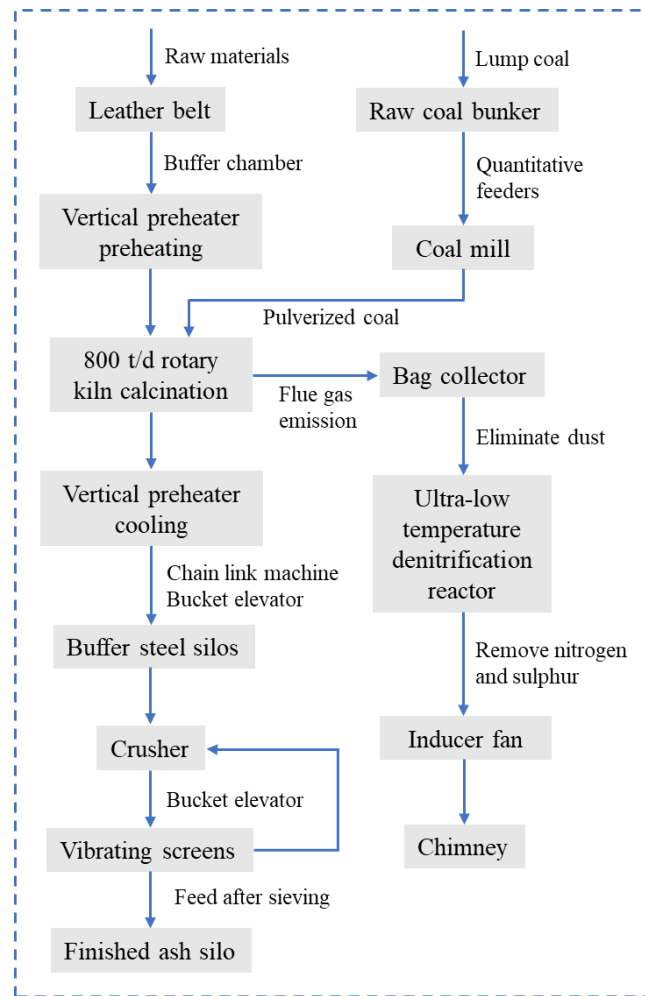 Raw materials
Lump coal
Leather belt
Raw coal bunker
Buffer chamber
Quantitative
feeders
Vertical preheater
preheating
Coal mill
Pulverized coal
800 t/d rotary
kiln calcination
Flue gas
emission
Bag collector
Eliminate dust
Vertical preheater
cooling
Ultra-low
temperature
denitrification
reactor
Chain link machine
Bucket elevator
Buffer steel silos
Remove nitrogen
and sulphur
Crusher
Inducer fan
Bucket elevator
Vibrating screens
Chimney
Feed after sieving
Finished ash silo